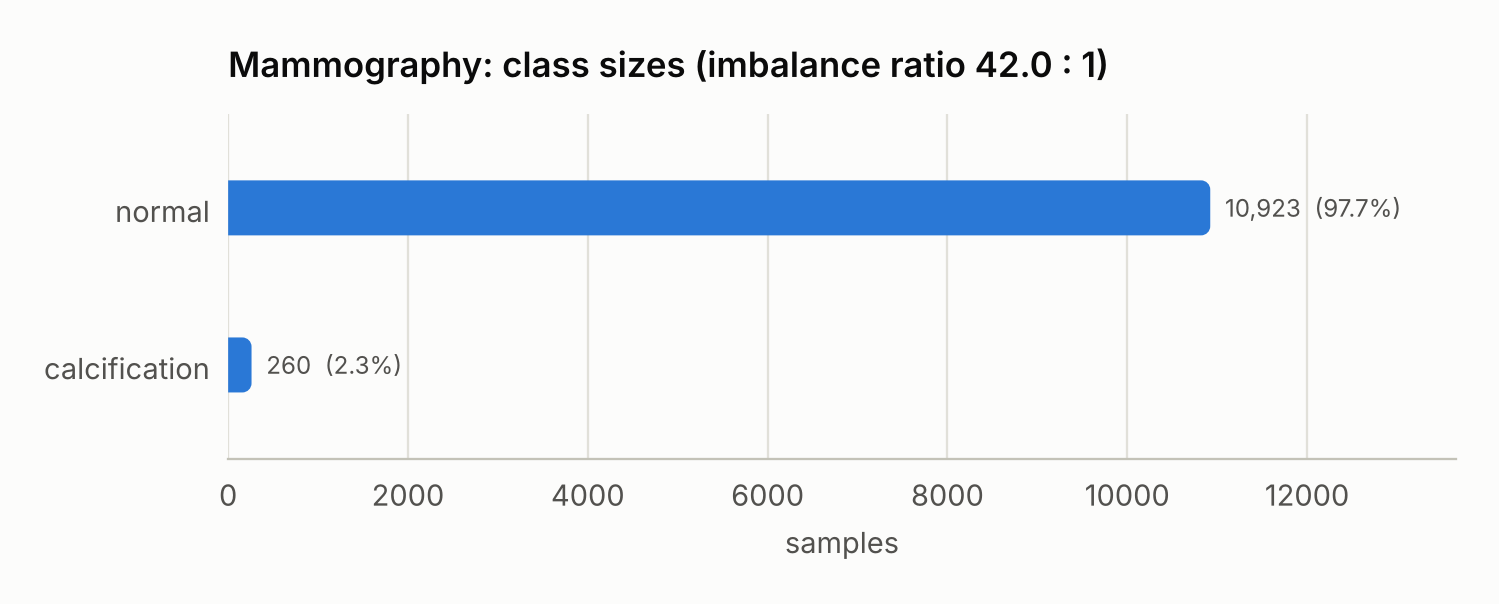 Mammography: class sizes (imbalance ratio 42.0 : 1)
normal
10,923 (97.7%)
calcification
260 (2.3%)
0 2000 4000 6000 8000 10000 12000
samples